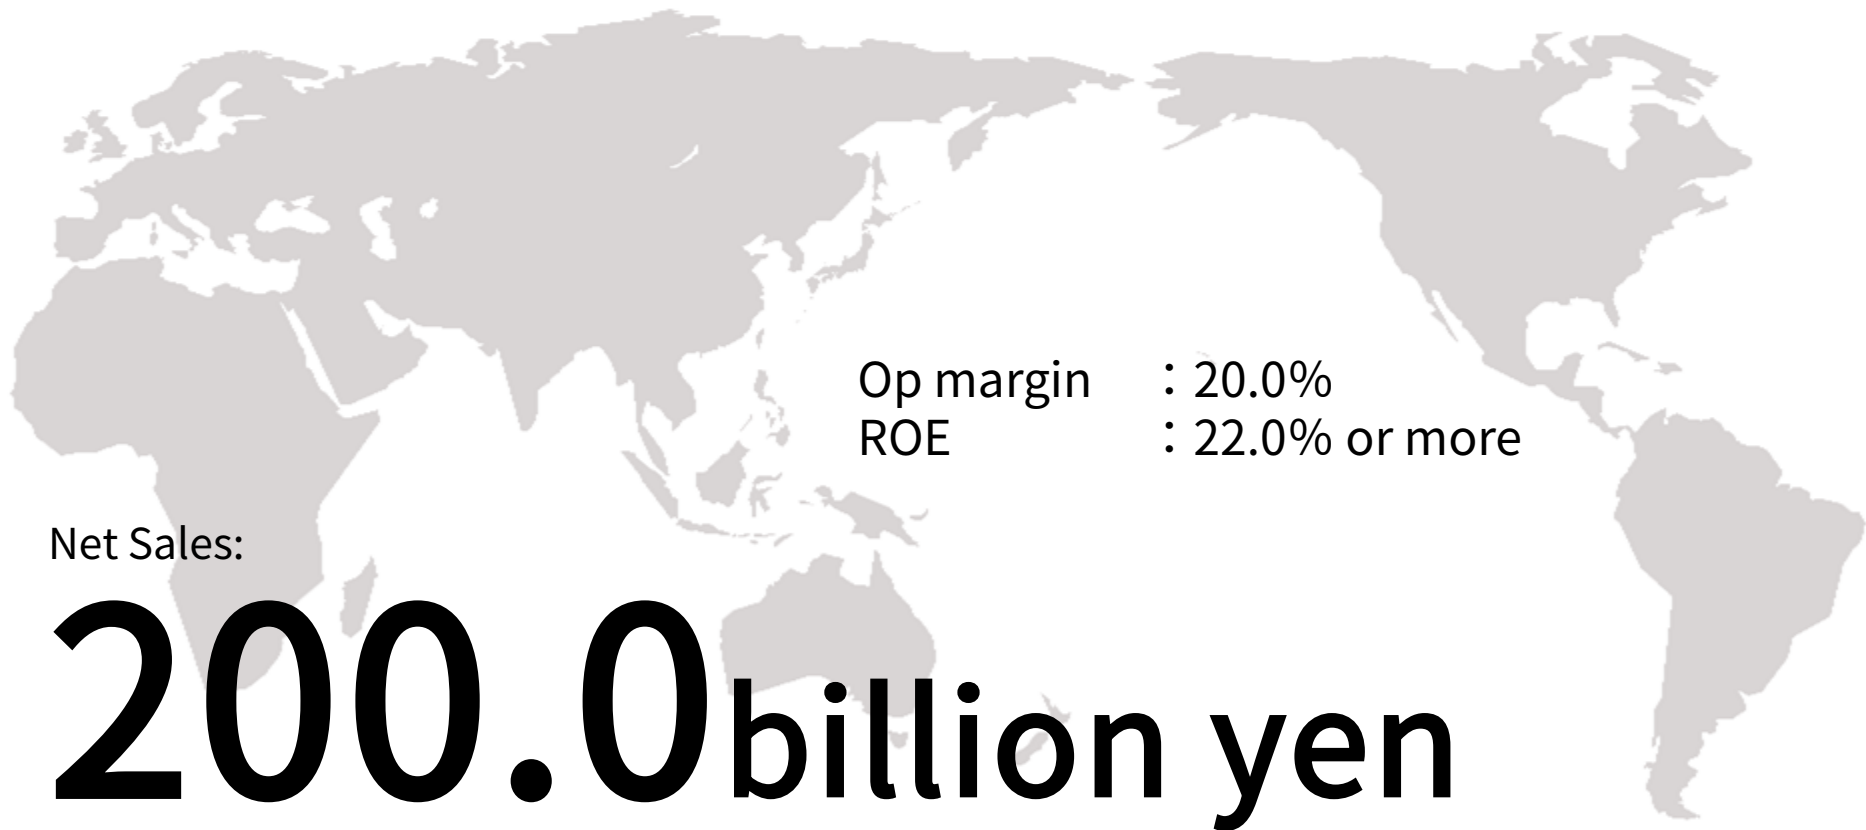 Op margin : 20.0%
ROE : 22.0% or more
Net Sales:
200.0billion yen